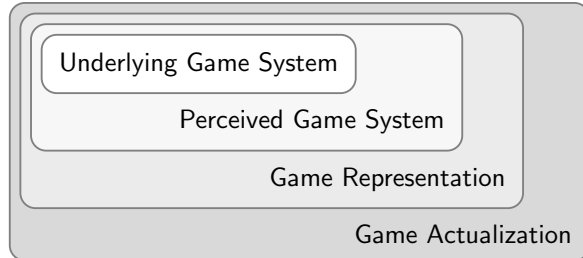 Underlying Game System
Perceived Game System
Game Representation
Game Actualization